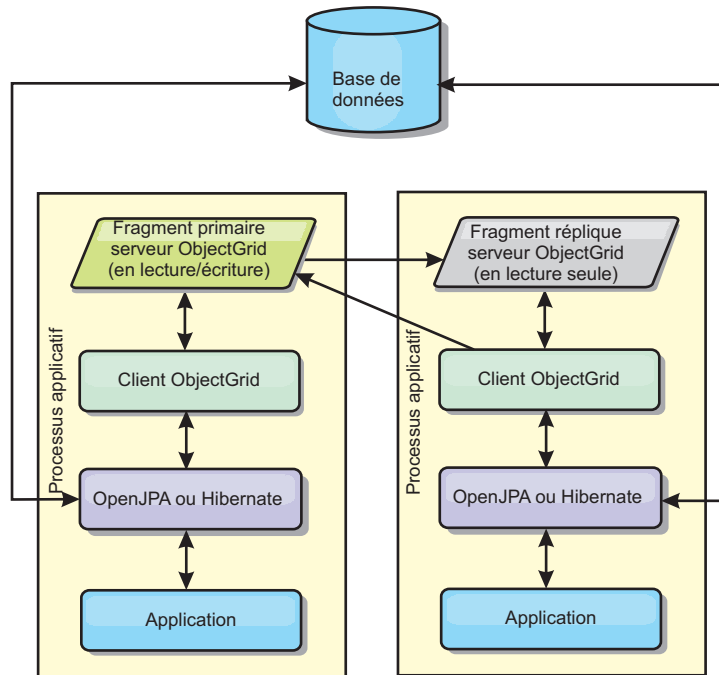 Base de
données
Fragment primaire
serveur ObjectGrid
(en lecture/écriture)
Processus applicatif
Client ObjectGrid
OpenJPA ou Hibernate
Application
Fragment réplique
serveur ObjectGrid
(en lecture seule)
Processus applicatif
Client ObjectGrid
OpenJPA ou Hibernate
Application